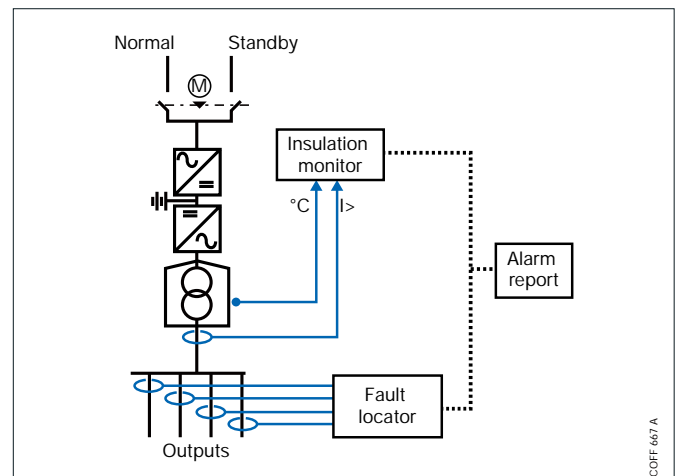 Normal
Standby
M
Insulation
monitor
°C
I>
Alarm
report
Fault
locator
Outputs
COFF 667 A